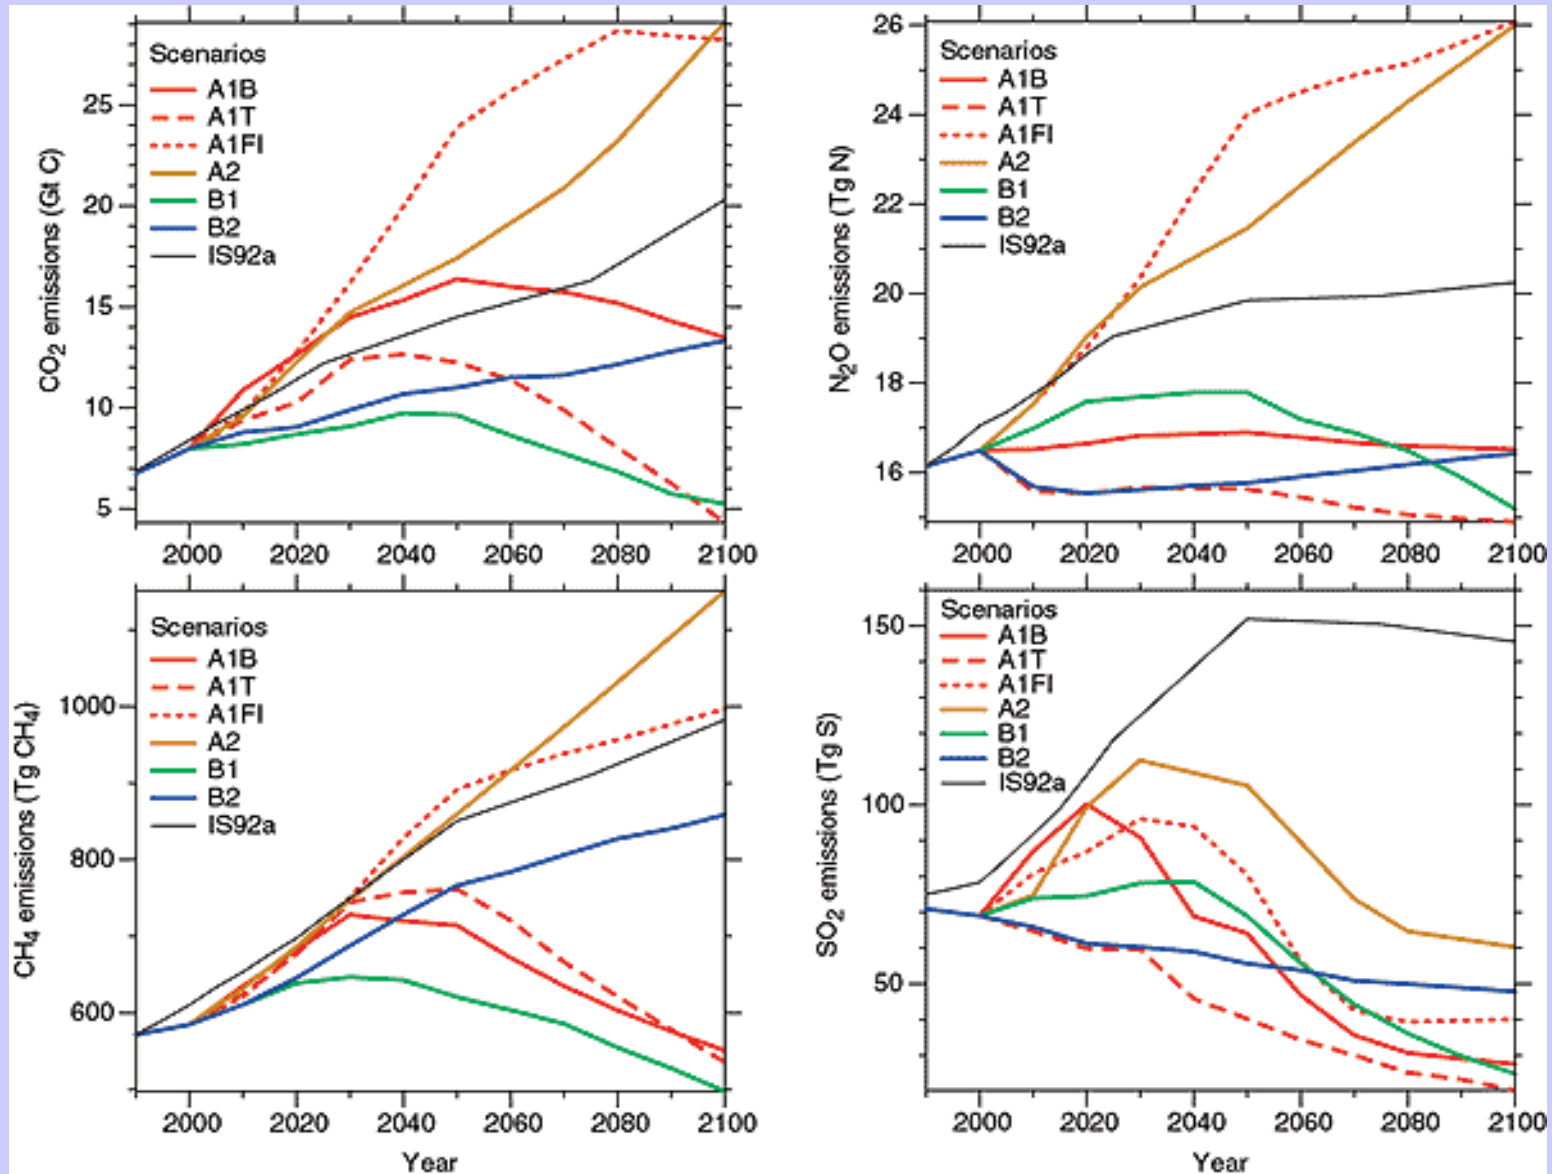 CO2 emissions (Gt C)
Scenarios
A1B
A1T
A1FI
A2
B1
B2
IS92a
25
20
15
10
5
2000 2020 2040 2060 2080 2100
N2O emissions (Tg N)
26
24
22
20
18
16
Scenarios
A1B
A1T
A1FI
A2
B1
B2
IS92a
2000 2020 2040 2060 2080 2100
CH4 emissions (Tg CH4)
Scenarios
A1B
A1T
A1FI
A2
B1
B2
IS92a
1000
800
600
2000 2020 2040 2060 2080 2100
Year
SO2 emissions (Tg S)
Scenarios
A1B
A1T
A1FI
A2
B1
B2
IS92a
150
100
50
2000 2020 2040 2060 2080 2100
Year